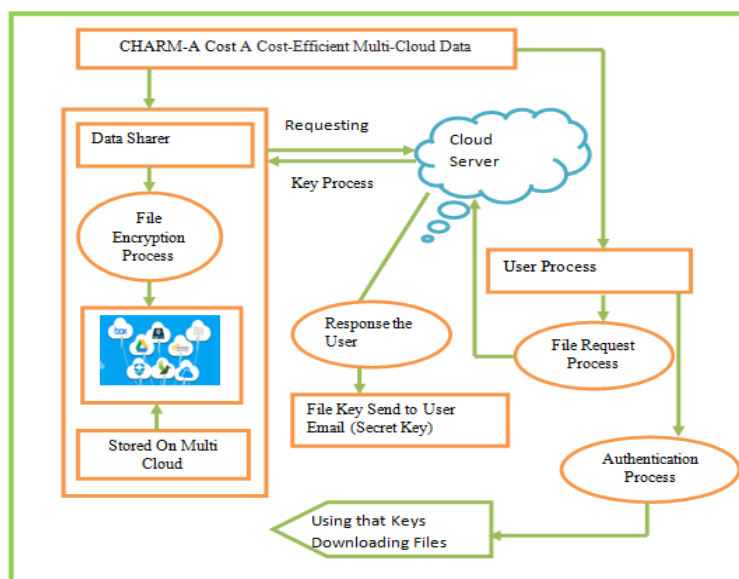 CHARM-A Cost A Cost-Efficient Multi-Cloud Data
Data Sharer
Requesting
Key Process
Cloud
Server
File
Encryption
Process
box
User Process
Response the
User
File Request
Process
File Key Send to User
Email (Secret Key)
Stored On Multi
Cloud
Authentication
Process
Using that Keys
Downloading Files